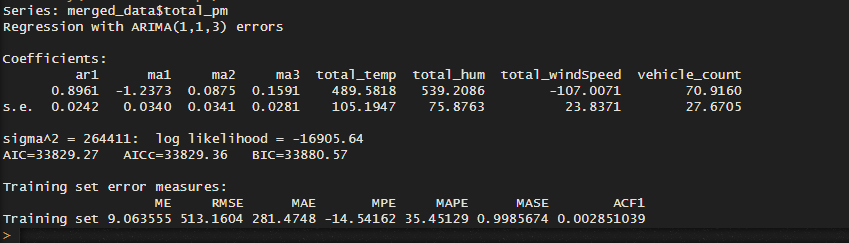 Series: merged_data$total_pm
Regression with ARIMA(1,1,3) errors
Coefficients:
ar1 ma1 ma2 ma3 total_temp total_hum total_windSpeed vehicle_count
0.8961 -1.2373 0.0875 0.1591 489.5818 539.2086 -107.0071 70.9160
s.e. 0.0242 0.0340 0.0341 0.0281 105.1947 75.8763 23.8371 27.6705
sigma^2 = 264411: log likelihood = -16905.64
AIC=33829.27 AICc=33829.36 BIC=33880.57
Training set error measures:
ME RMSE MAE MPE MAPE MASE ACF1
Training set 9.063555 513.1604 281.4748 -14.54162 35.45129 0.9985674 0.002851039
>